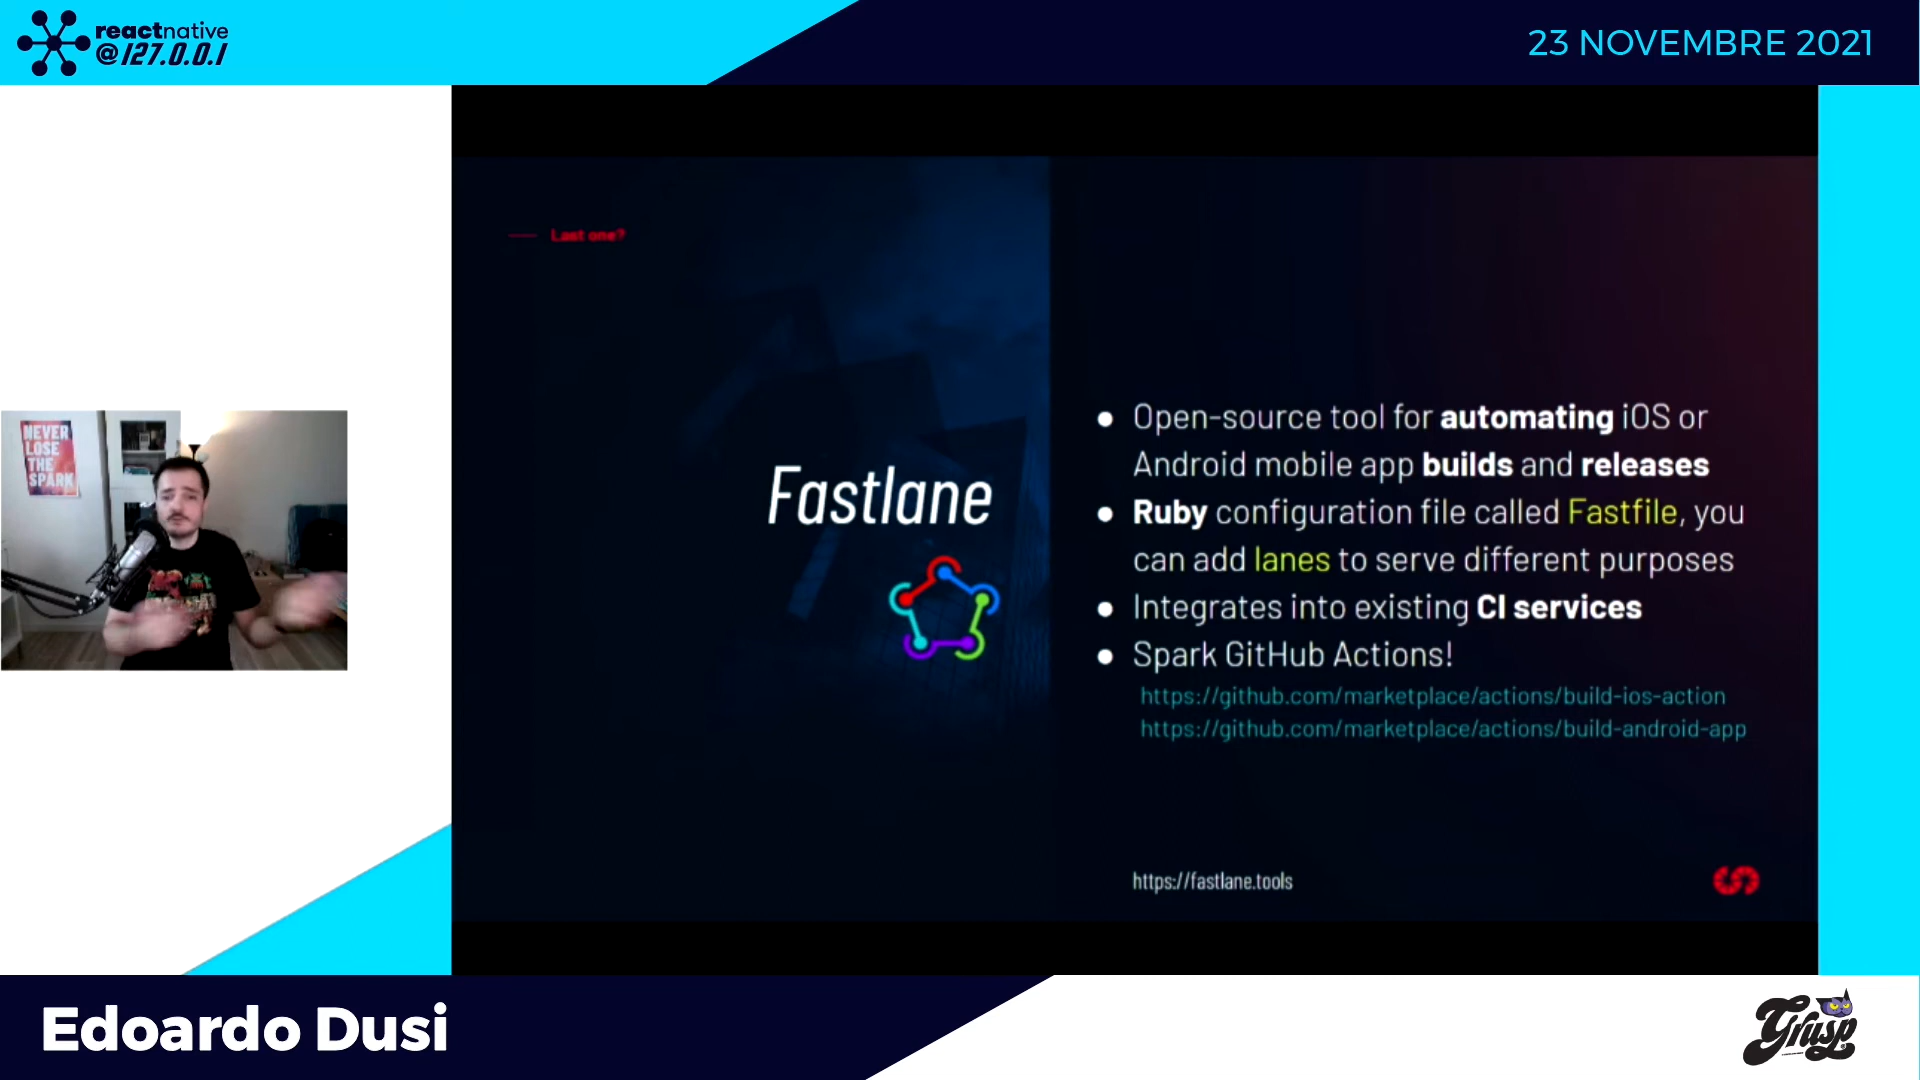 reactnative
@127.0.0.1
23 NOVEMBRE 2021
Last one?
NEVER
LOSE
THE
SPARK
Fastlane
● Open-source tool for automating iOS or
Android mobile app builds and releases
● Ruby configuration file called Fastfile, you
can add lanes to serve different purposes
● Integrates into existing CI services
● Spark GitHub Actions!
https://github.com/marketplace/actions/build-ios-action
https://github.com/marketplace/actions/build-android-app
https://fastlane.tools
Edoardo Dusi
Grusp